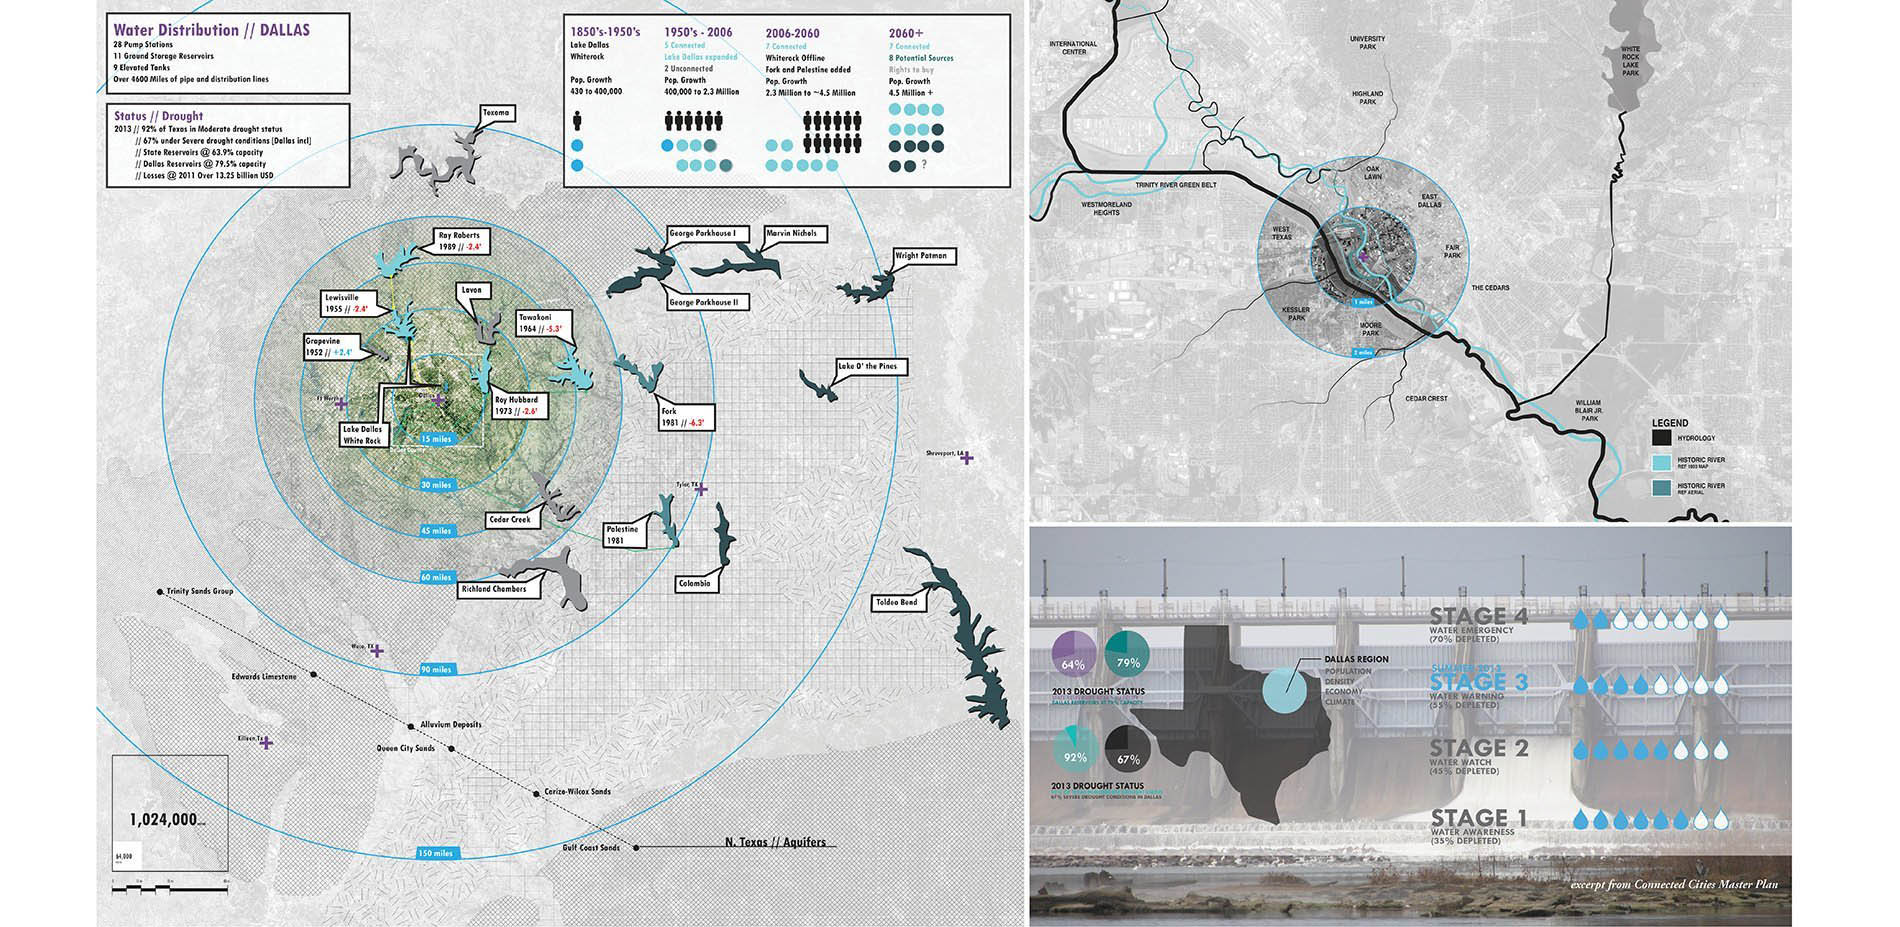 Water Distribution // DALLAS
28 Pump Stations
11 Ground Storage Reservoirs
9 Elevated Tanks
Over 4600 Miles of pipe and distribution lines
Status // Drought
2013 // 92% of Texas in Moderate drought status
// 67% under Severe drought conditions [Dallas incl]
// State Reservoirs @ 63.9% capacity
// Dallas Reservoirs @ 79.5% capacity
// Losses @ 2011 Over 13.25 billion USD
1850's-1950's
Lake Dallas
Whiterock
Pop. Growth
430 to 400,000
1950's - 2006
5 Connected
Lake Dallas expanded
2 Unconnected
Pop. Growth
400,000 to 2.3 Million
2006-2060
7 Connected
Whiterock Offline
Fork and Palestine added
Pop. Growth
2.3 Million to ~4.5 Million
2060+
7 Connected
8 Potential Sources
Rights to buy
Pop. Growth
4.5 Million +
?
Texoma
Ray Roberts
1989 // -2.4'
George Parkhouse I
Marvin Nichols
Wright Patman
George Parkhouse II
Lewisville
1955 // -2.4'
Lavon
Tawakoni
1964 // -5.3'
Grapevine
1952 // +2.4'
Lake O' the Pines
Ft Worth
Dallas
Roy Hubbard
1973 // -2.6'
Fork
1981 // -6.3'
Lake Dallas
White Rock
15 miles
30 miles
45 miles
60 miles
90 miles
150 miles
Shreveport, LA
Tyler, TX
Cedar Creek
Palestine
1981
Columbia
Richland Chambers
Toldeo Bend
Trinity Sands Group
Waco, TX
Edwards Limestone
Alluvium Deposits
Killeen,Tx
Queen City Sands
Carizo-Wilcox Sands
Gulf Coast Sands
N. Texas // Aquifers
1,024,000
64,000
INTERNATIONAL
CENTER
UNIVERSITY
PARK
WHITE
ROCK
LAKE
PARK
HIGHLAND
PARK
TRINITY RIVER GREEN BELT
OAK
LAWN
WESTMORELAND
HEIGHTS
EAST
DALLAS
WEST
TEXAS
FAIR
PARK
THE CEDARS
1 miles
KESSLER
PARK
MOORE
PARK
2 miles
CEDAR CREST
WILLIAM
BLAIR JR.
PARK
LEGEND
HYDROLOGY
HISTORIC RIVER
REF 1893 MAP
HISTORIC RIVER
REF AERIAL
64%
79%
2013 DROUGHT STATUS
DALLAS RESERVOIRS AT 79% CAPACITY
92%
67%
2013 DROUGHT STATUS
67% SEVERE DROUGHT CONDITIONS IN DALLAS
DALLAS REGION
POPULATION
DENSITY
ECONOMY
CLIMATE
STAGE 4
WATER EMERGENCY
(70% DEPLETED)
SUMMER 2013
STAGE 3
WATER WARNING
(55% DEPLETED)
STAGE 2
WATER WATCH
(45% DEPLETED)
STAGE 1
WATER AWARENESS
(35% DEPLETED)
excerpt from Connected Cities Master Plan